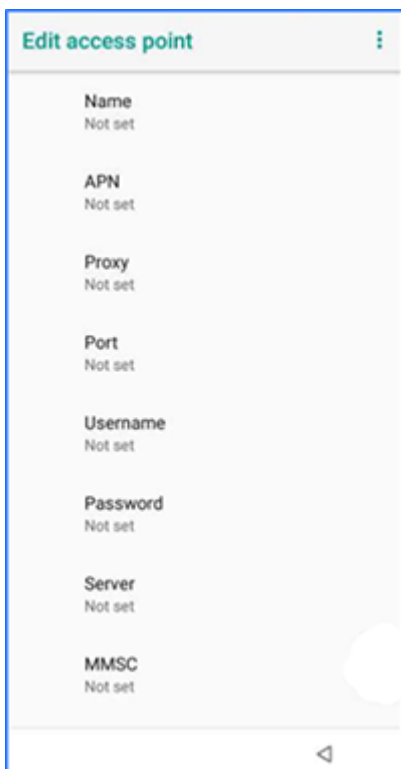 Edit access point
Name
Not set
APN
Not set
Proxy
Not set
Port
Not set
Username
Not set
Password
Not set
Server
Not set
MMSC
Not set